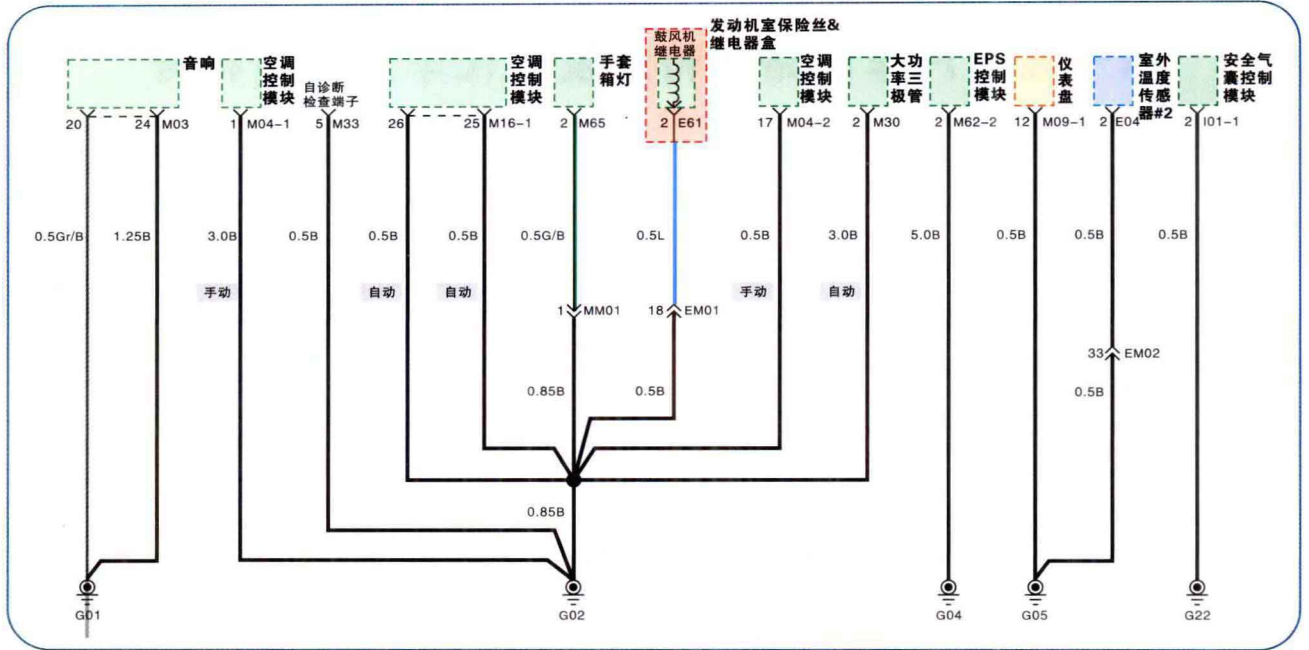 音响
空调
控制
模块
自诊断
检查端子
空调
控制
模块
手套
箱灯
鼓风机
继电器
发动机室保险丝&
继电器盒
空调
控制
模块
大功
率三
极管
EPS
控制
模块
仪
表
盘
室外
温度
传感
器#2
安全气
囊控制
模块
20
24 M03
1 M04-1
5 M33
26
25 M16-1
2 M65
2 E61
17 M04-2
2 M30
2 M62-2
12 M09-1
2 E04
2 I01-1
0.5Gr/B
1.25B
3.0B
0.5B
0.5B
0.5B
0.5G/B
0.5L
0.5B
3.0B
5.0B
0.5B
0.5B
0.5B
手动
自动
自动
手动
自动
1 MM01
18 EM01
33 EM02
0.85B
0.5B
0.5B
0.85B
G01
G02
G04
G05
G22